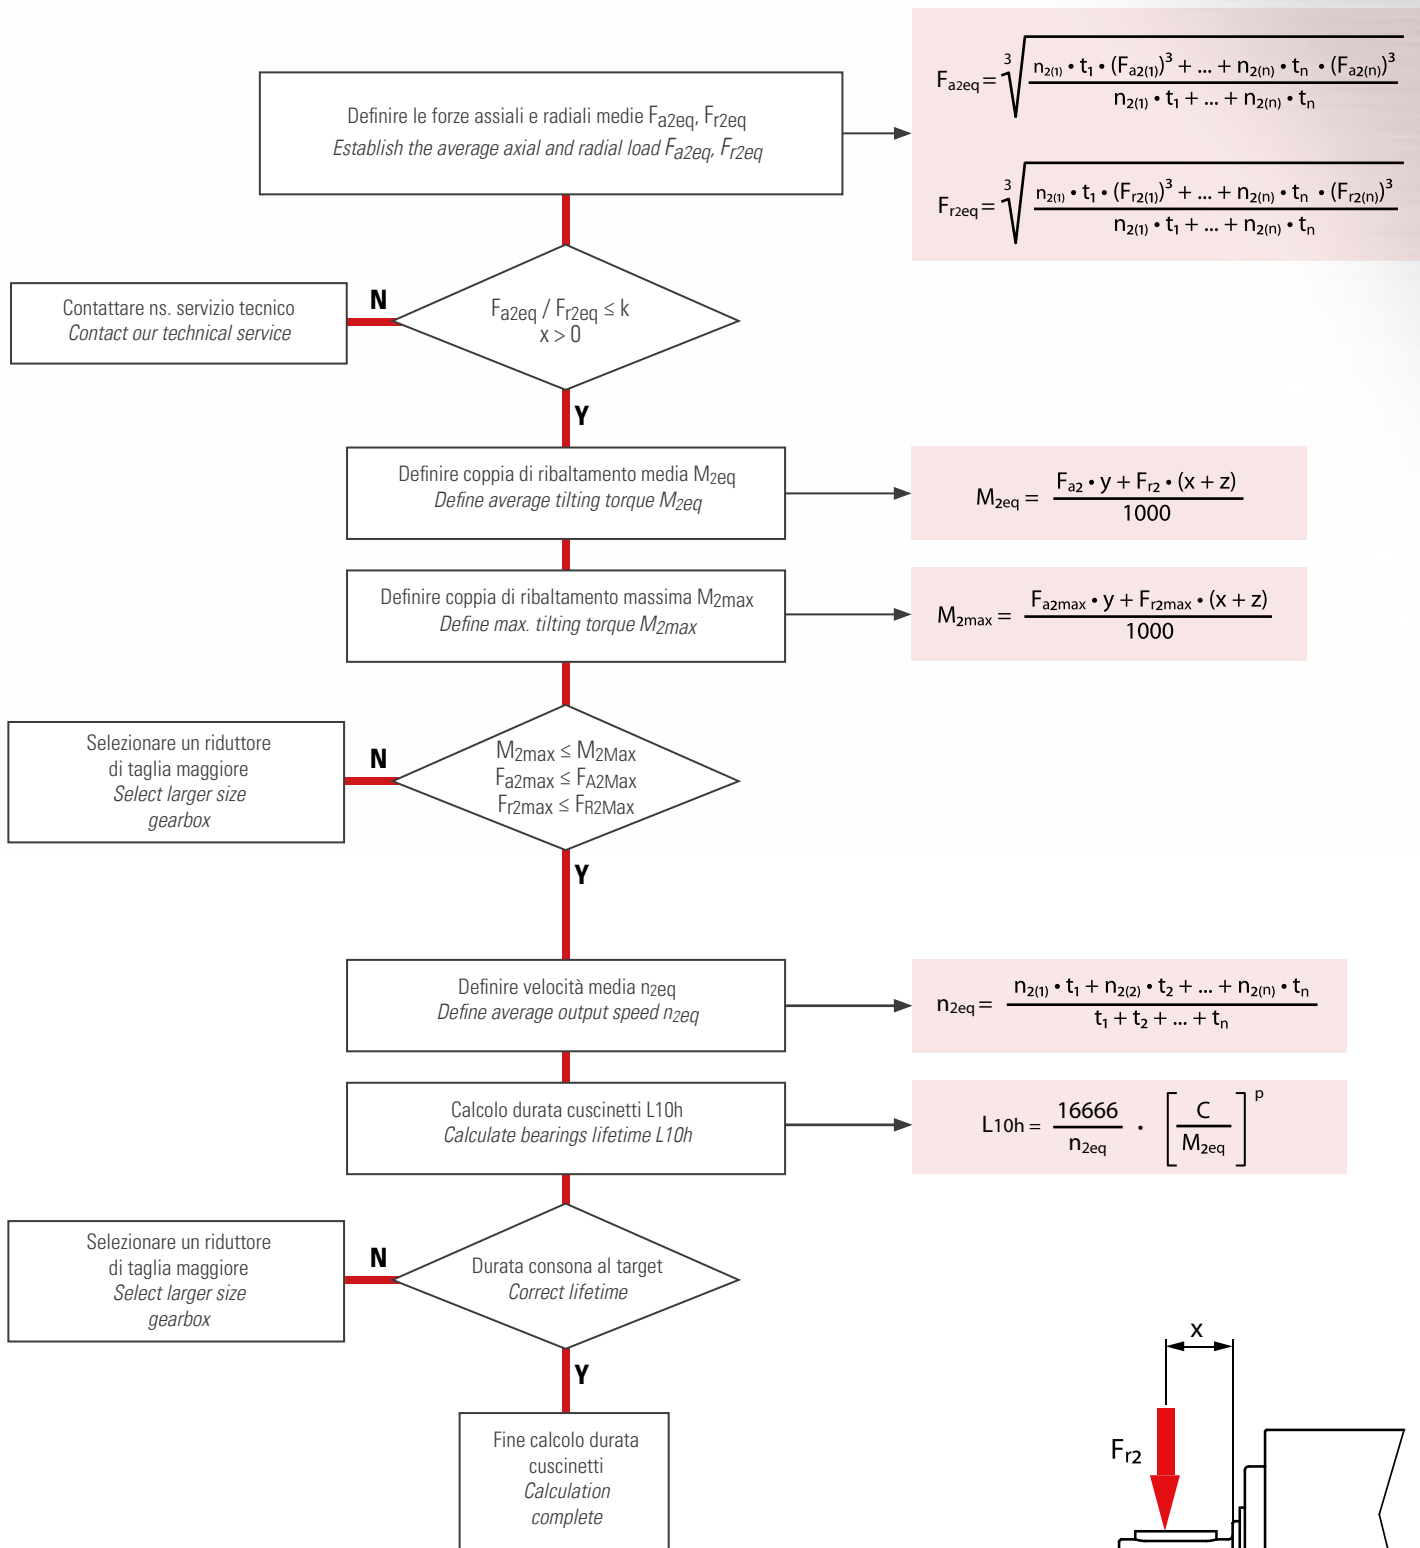 Definire le forze assiali e radiali medie Fa2eq, Fr2eq
Establish the average axial and radial load Fa2eq, Fr2eq
Fa2eq = 3√ n2(1) • t1 • (Fa2(1))³ + ... + n2(n) • tn • (Fa2(n))³
n2(1) • t1 + ... + n2(n) • tn
Fr2eq = 3√ n2(1) • t1 • (Fr2(1))³ + ... + n2(n) • tn • (Fr2(n))³
n2(1) • t1 + ... + n2(n) • tn
Contattare ns. servizio tecnico
Contact our technical service
N
Fa2eq / Fr2eq ≤ k
x > 0
Y
Definire coppia di ribaltamento media M2eq
Define average tilting torque M2eq
M2eq = Fa2 • y + Fr2 • (x + z)
1000
Definire coppia di ribaltamento massima M2max
Define max. tilting torque M2max
M2max = Fa2max • y + Fr2max • (x + z)
1000
Selezionare un riduttore
di taglia maggiore
Select larger size
gearbox
N
M2max ≤ M2Max
Fa2max ≤ FA2Max
Fr2max ≤ FR2Max
Y
Definire velocità media n2eq
Define average output speed n2eq
n2eq = n2(1) • t1 + n2(2) • t2 + ... + n2(n) • tn
t1 + t2 + ... + tn
Calcolo durata cuscinetti L10h
Calculate bearings lifetime L10h
L10h = 16666 • [ C ] p
n2eq M2eq
Selezionare un riduttore
di taglia maggiore
Select larger size
gearbox
N
Durata consona al target
Correct lifetime
Y
Fine calcolo durata
cuscinetti
Calculation
complete
x
Fr2